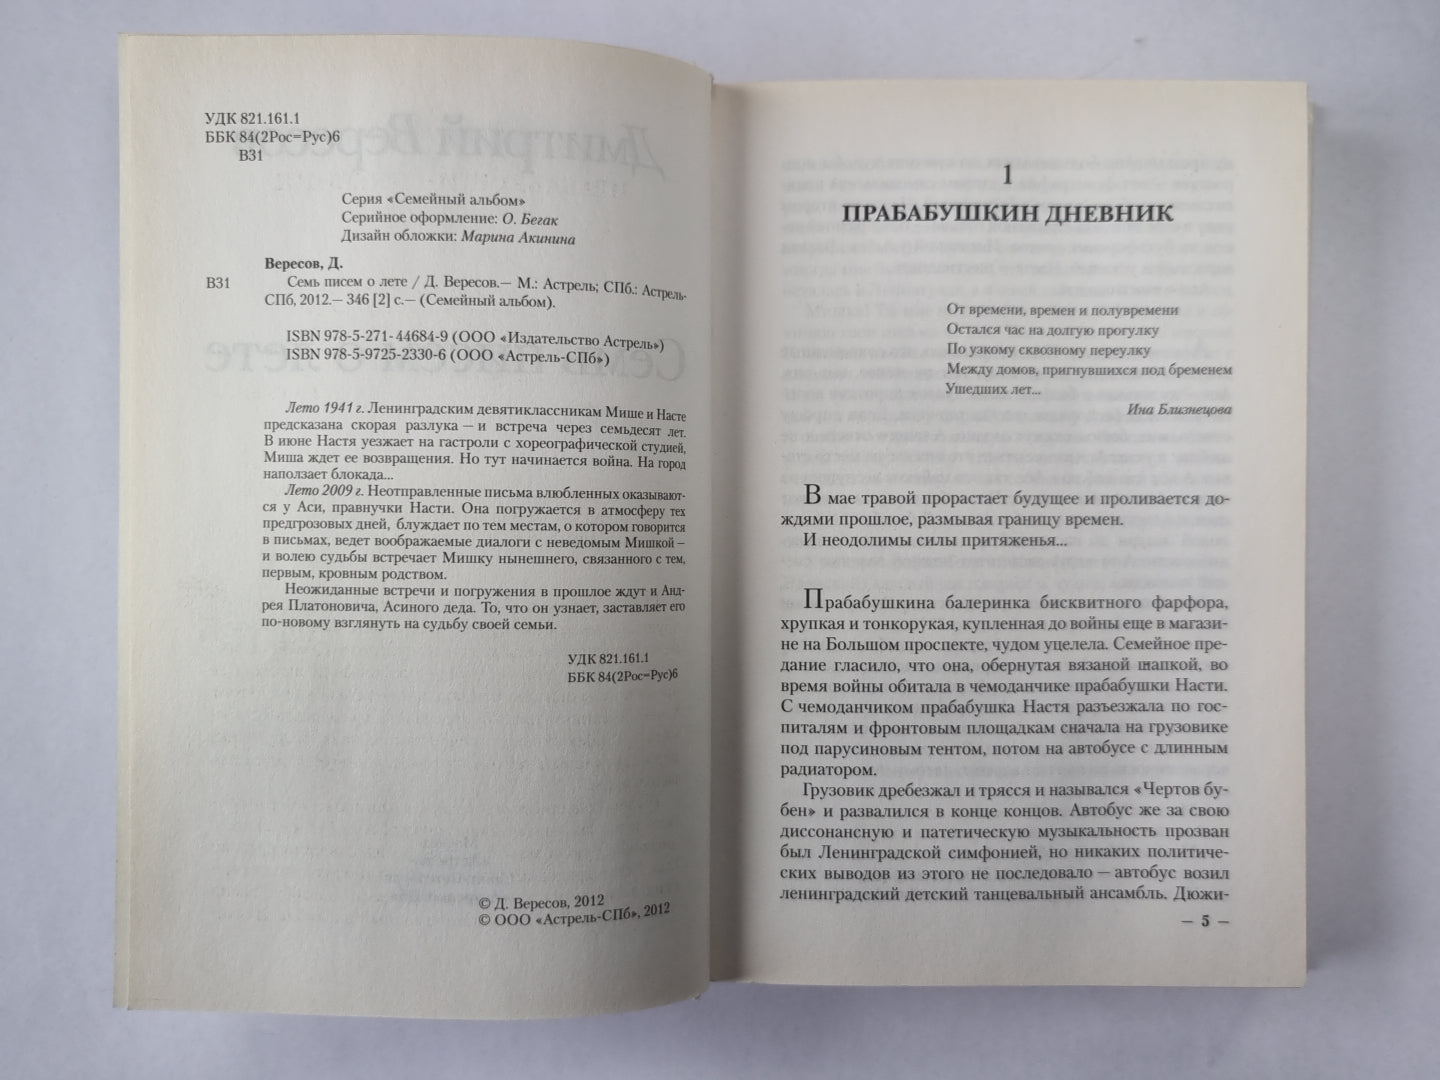 УДК 821.161.1
ББК 84(2Рос=Рус)6
В31
Серия «Семейный альбом»
Серийное оформление: О. Бегак
Дизайн обложки: Марина Акинина
Вересов, Д.
В31 Семь писем о лете / Д. Вересов.— М.: Астрель; СПб.: Астрель-
СПб, 2012.— 346 [2] с.— (Семейный альбом).
ISBN 978-5-271-44684-9 (ООО «Издательство Астрель»)
ISBN 978-5-9725-2330-6 (ООО «Астрель-СПб»)
Лето 1941 г. Ленинградским девятиклассникам Мише и Насте
предсказана скорая разлука — и встреча через семьдесят лет.
В июне Настя уезжает на гастроли с хореографической студией,
Миша ждет ее возвращения. Но тут начинается война. На город
наползает блокада...
Лето 2009 г. Неотправленные письма влюбленных оказывают-
ся у Аси, правнучки Насти. Она погружается в атмосферу тех
предгрозовых дней, блуждает по тем местам, о котором говорится
в письмах, ведет воображаемые диалоги с неведомым Мишкой —
и волею судьбы встречает Мишку нынешнего, связанного с тем,
первым, кровным родством.
Неожиданные встречи и погружения в прошлое ждут и Анд-
рея Платоновича, Асиного деда. То, что он узнает, заставляет его
по-новому взглянуть на судьбу своей семьи.
УДК 821.161.1
ББК 84(2Рос=Рус)6
© Д. Вересов, 2012
© ООО «Астрель-СПб», 2012
1
ПРАБАБУШКИН ДНЕВНИК
От времени, времен и полувремени
Остался час на долгую прогулку
По узкому сквозному переулку
Между домов, пригнувшихся под бременем
Ушедших лет...
Ина Близнецова
В мае травой прорастает будущее и проливается до-
ждями прошлое, размывая границу времен.
И неодолимы силы притяженья...
Прабабушкина балеринка бисквитного фарфора,
хрупкая и тонкорукая, купленная до войны еще в магази-
не на Большом проспекте, чудом уцелела. Семейное пре-
дание гласило, что она, обернутая вязаной шапкой, во
время войны обитала в чемоданчике прабабушки Насти.
С чемоданчиком прабабушка Настя разъезжала по гос-
питалям и фронтовым площадкам сначала на грузовике
под парусиновым тентом, потом на автобусе с длинным
радиатором.
Грузовик дребезжал и трясся и назывался «Чертов бу-
бен» и развалился в конце концов. Автобус же за свою
диссонансную и патетическую музыкальность прозван
был Ленинградской симфонией, но никаких политиче-
ских выводов из этого не последовало — автобус возил
ленинградский детский танцевальный ансамбль. Дюжи-
— 5 —